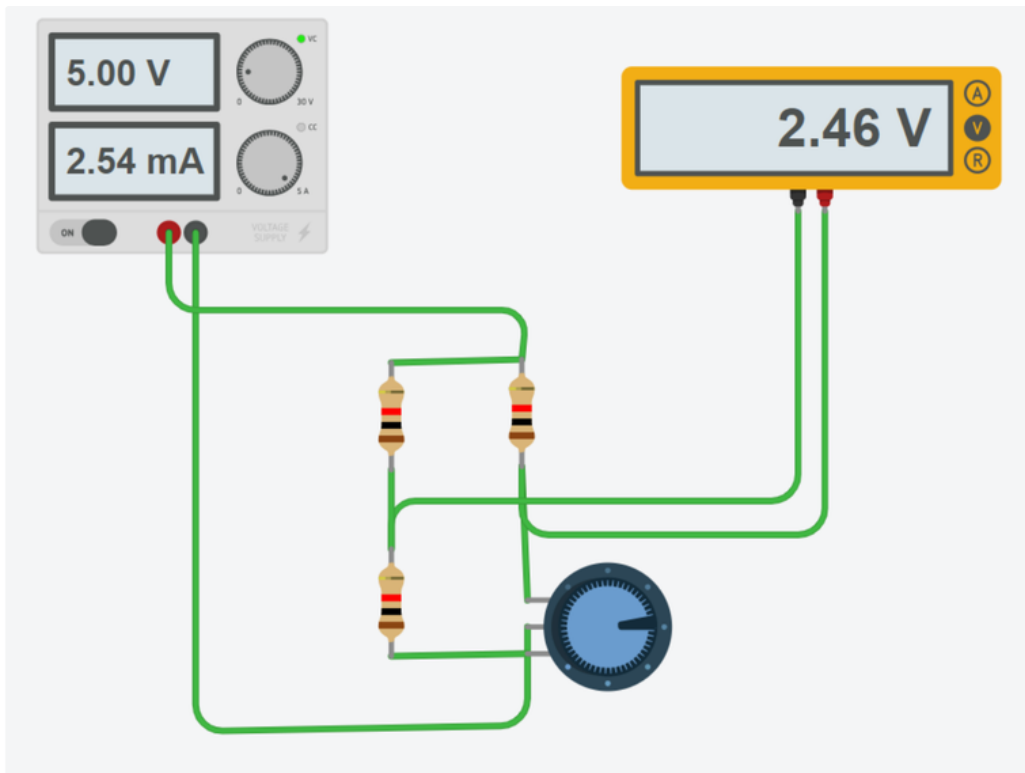 5.00 V
VC
0
30 V
2.54 mA
CC
0
5 A
ON
VOLTAGE
SUPPLY
2.46 V
A
V
R